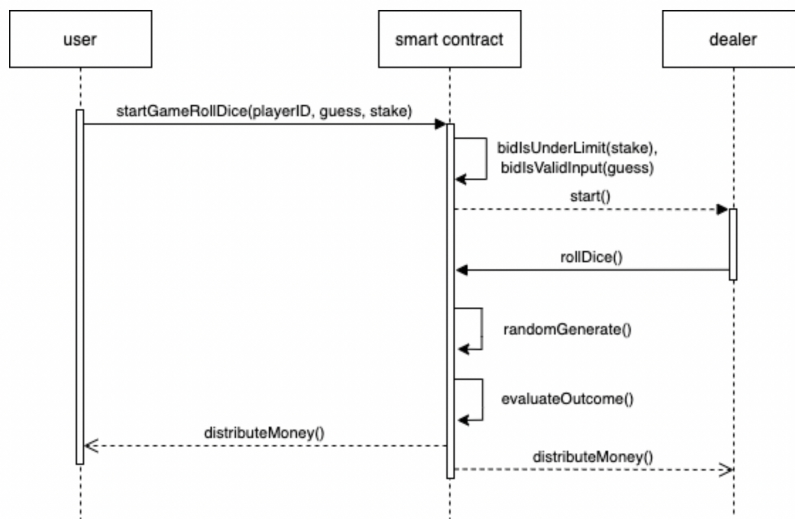 user
smart contract
dealer
startGameRollDice(playerID, guess, stake)
bidIsUnderLimit(stake),
bidIsValidInput(guess)
start()
rollDice()
randomGenerate()
evaluateOutcome()
distributeMoney()
distributeMoney()